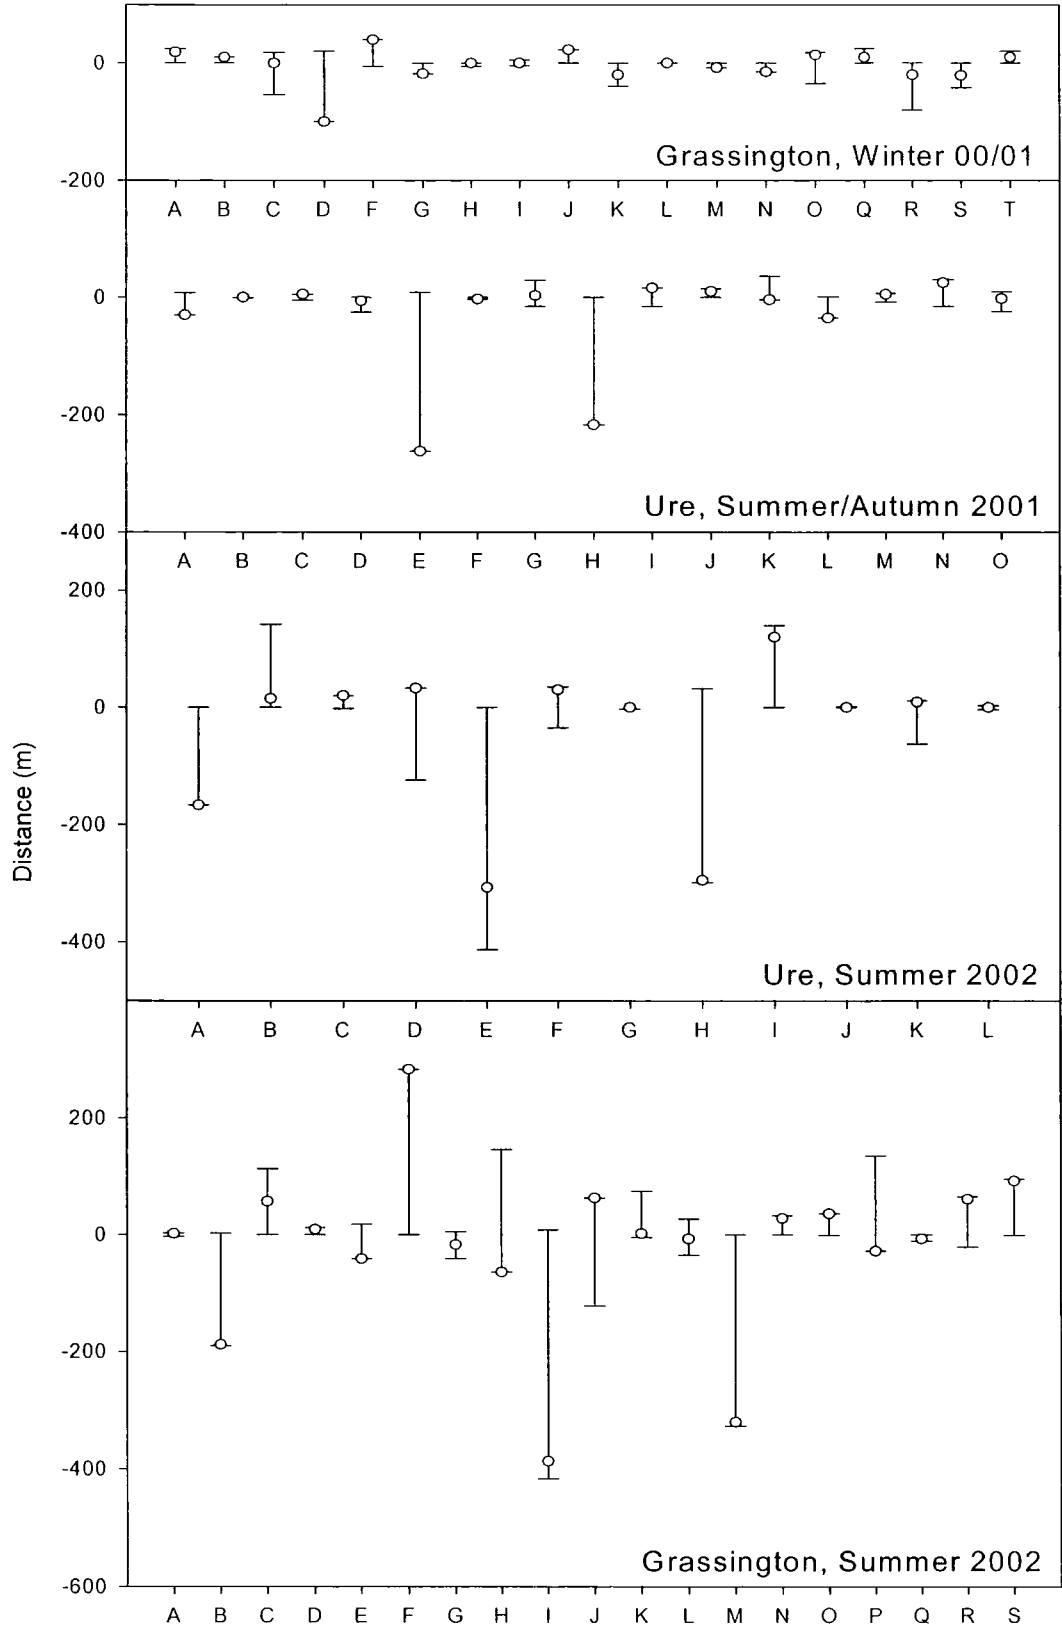 0
Grassington, Winter 00/01
-200
A B C D F G H I J K L M N O Q R S T
0
-200
Ure, Summer/Autumn 2001
-400
A B C D E F G H I J K L M N O
200
0
-200
-400
Distance (m)
Ure, Summer 2002
A B C D E F G H I J K L
200
0
-200
-400
Grassington, Summer 2002
-600
A B C D E F G H I J K L M N O P Q R S